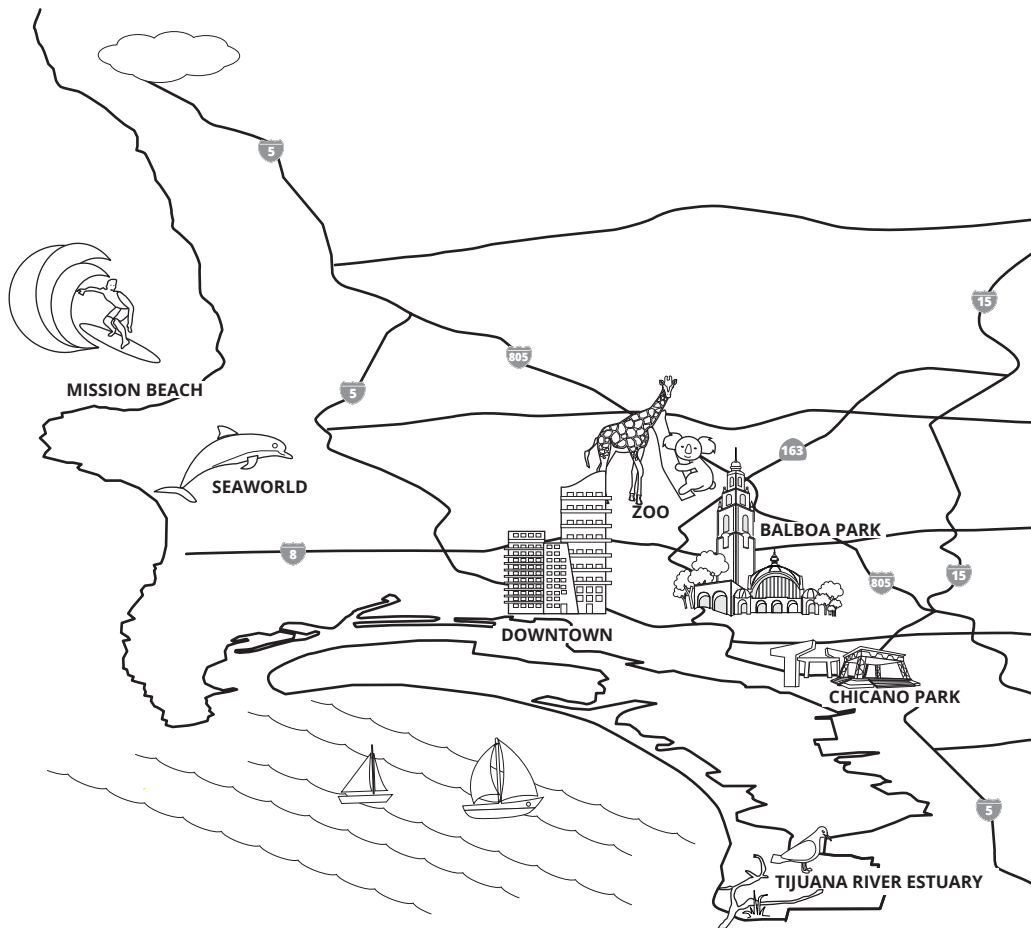 5
15
805
5
MISSION BEACH
163
SEAWORLD
ZOO
BALBOA PARK
8
805
15
DOWNTOWN
CHICANO PARK
5
TIJUANA RIVER ESTUARY